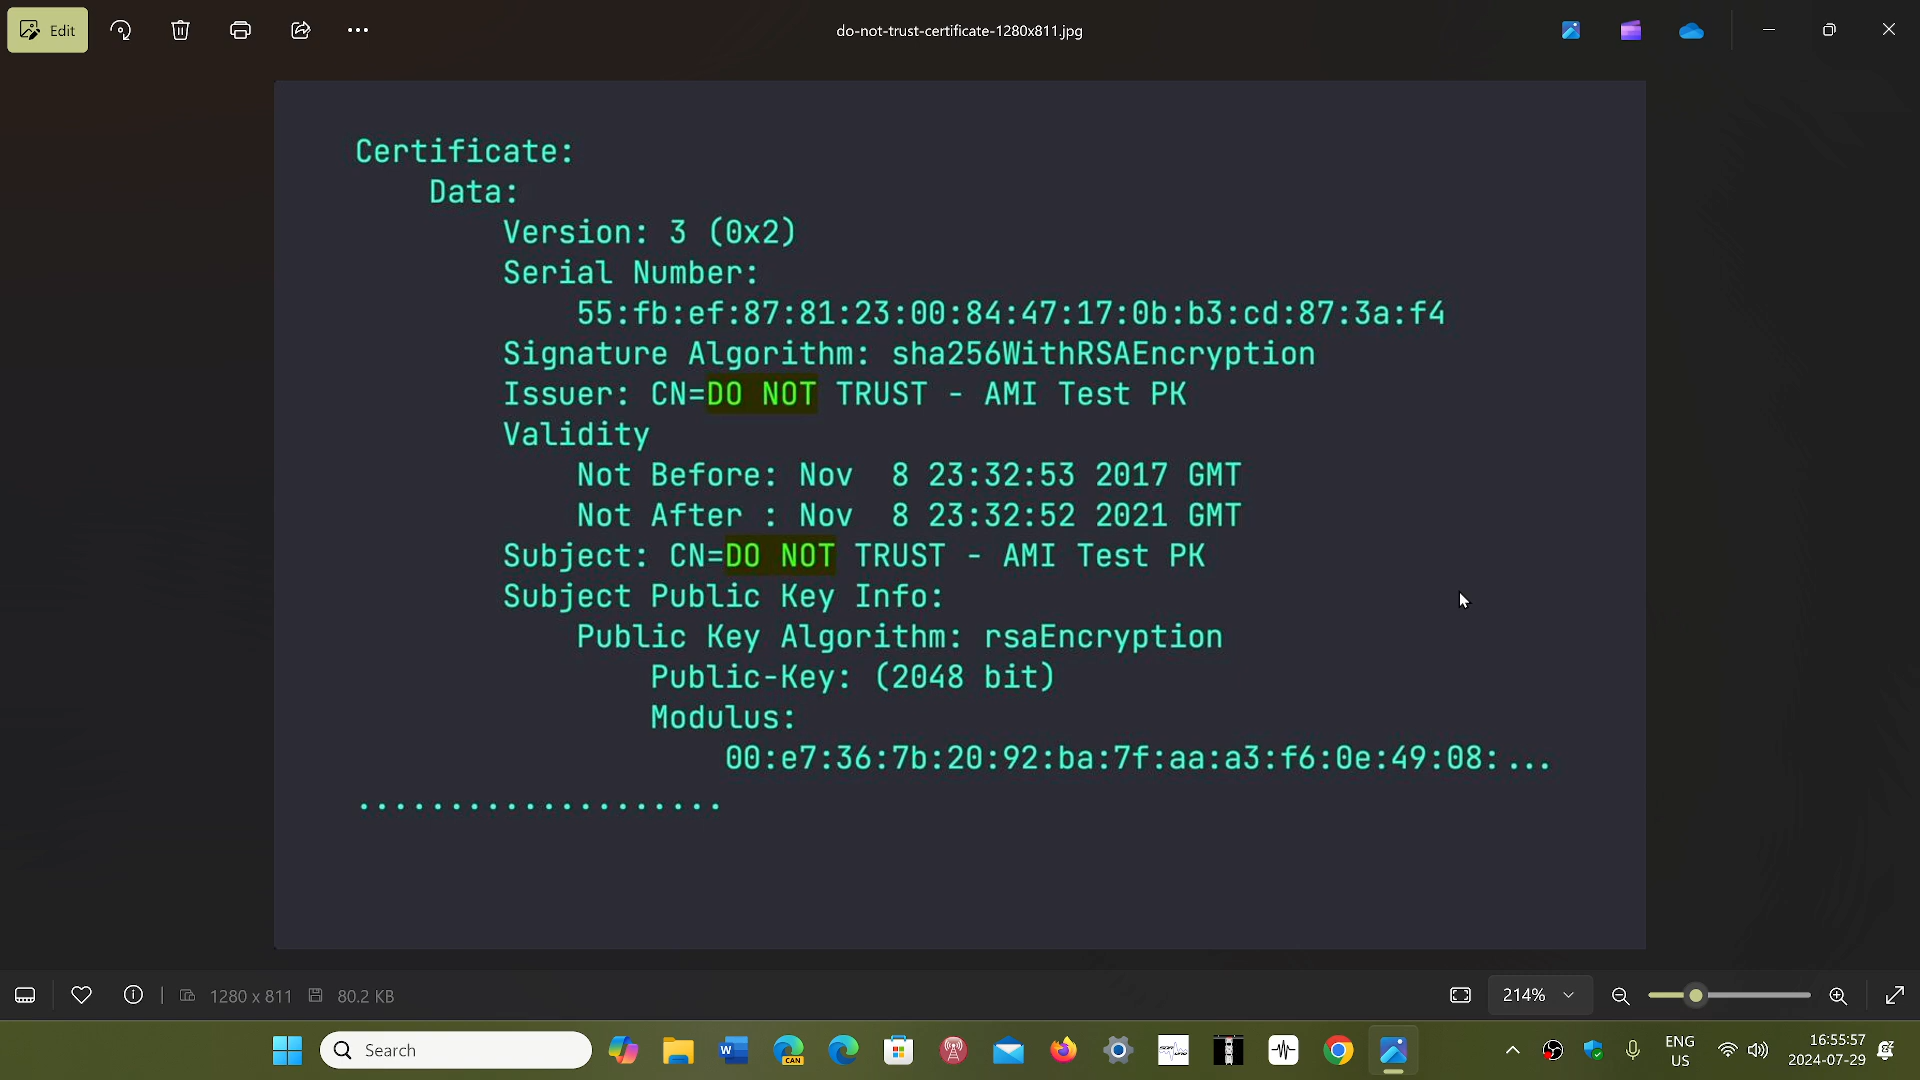 Edit
do-not-trust-certificate-1280x811.jpg
Certificate:
Data:
Version: 3 (0x2)
Serial Number:
55:fb:ef:87:81:23:00:84:47:17:0b:b3:cd:87:3a:f4
Signature Algorithm: sha256WithRSAEncryption
Issuer: CN=DO NOT TRUST - AMI Test PK
Validity
Not Before: Nov  8 23:32:53 2017 GMT
Not After : Nov  8 23:32:52 2021 GMT
Subject: CN=DO NOT TRUST - AMI Test PK
Subject Public Key Info:
Public Key Algorithm: rsaEncryption
Public-Key: (2048 bit)
Modulus:
00:e7:36:7b:20:92:ba:7f:aa:a3:f6:0e:49:08:...
....................
1280 x 811 80.2 KB 214%
Search W CAN ENG 16:55:57
US 2024-07-29